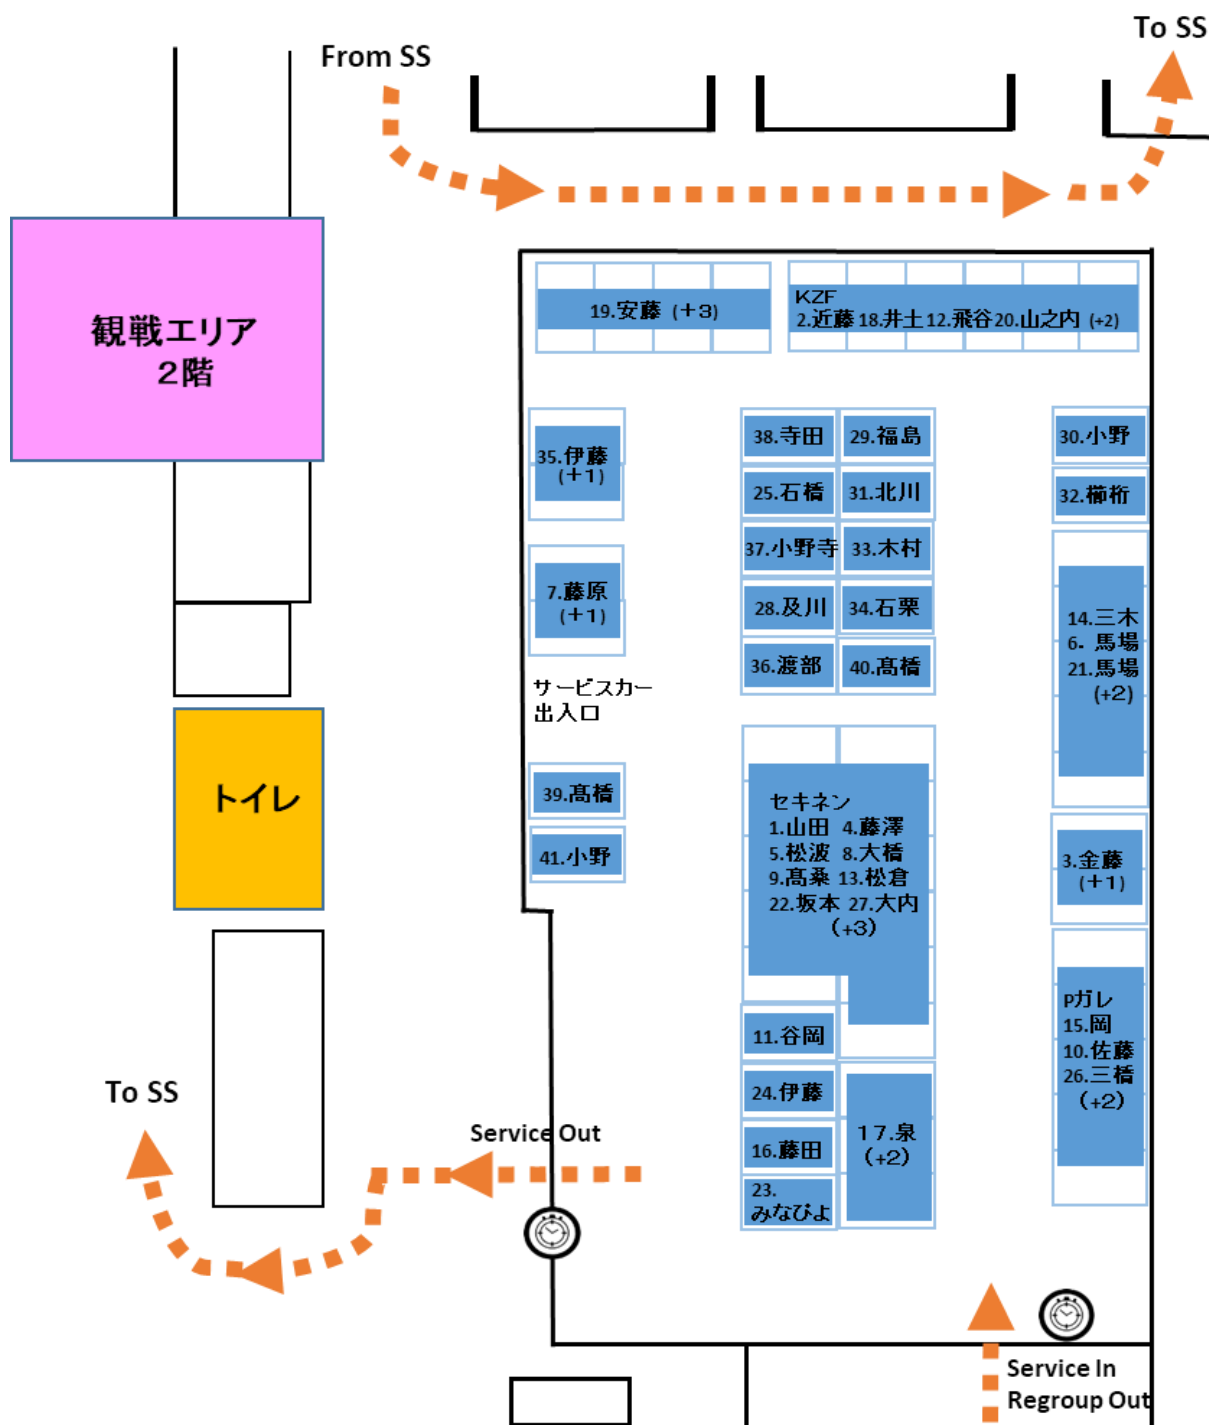 From SS
To SS
観戦エリア
２階
19.安藤 (＋3)
KZF
2.近藤 18.井土 12.飛谷 20.山之内 (+2)
35.伊藤
(＋1)
38.寺田
29.福島
30.小野
25.石橋
31.北川
32.櫛桁
37.小野寺
33.木村
7.藤原
(＋1)
28.及川
34.石栗
14.三木
6. 馬場
21.馬場
(+2)
36.渡部
40.髙橋
サービスカー
出入口
トイレ
39.髙橋
41.小野
セキネン
1.山田 4.藤澤
5.松波 8.大橋
9.髙桑 13.松倉
22.坂本 27.大内
(+3)
3.金藤
(＋1)
11.谷岡
Pガレ
15.岡
10.佐藤
26.三橋
(+2)
24.伊藤
16.藤田
１７.泉
(+2)
23.
みなぴよ
To SS
Service Out
Service In
Regroup Out